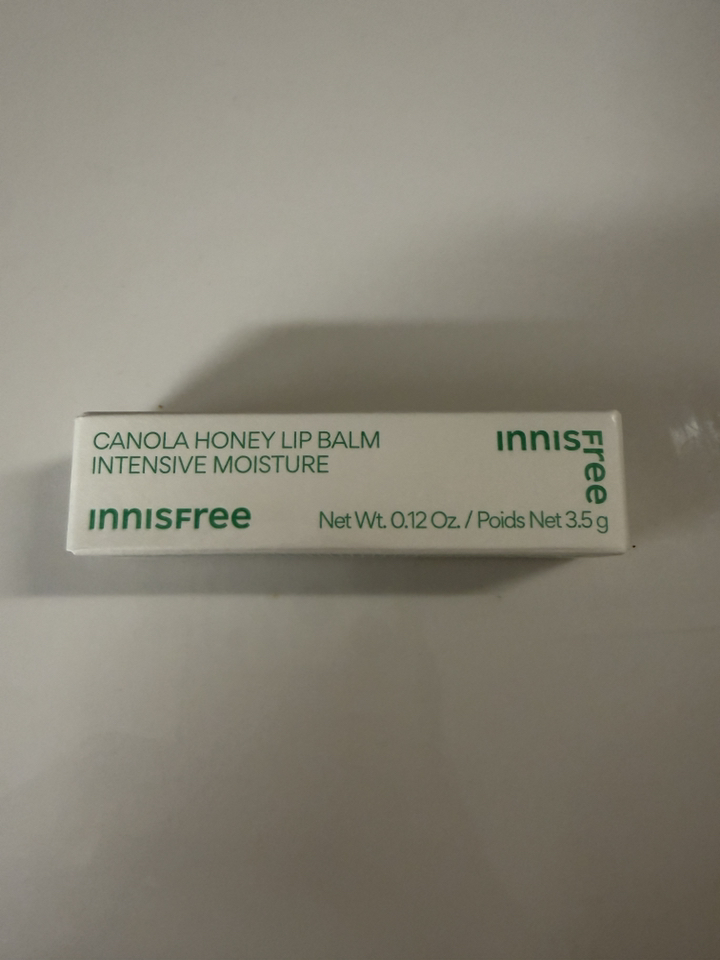 CANOLA HONEY LIP BALM
INTENSIVE MOISTURE
INNISFree
INNISFree
Net Wt. 0.12 Oz. / Poids Net 3.5 g